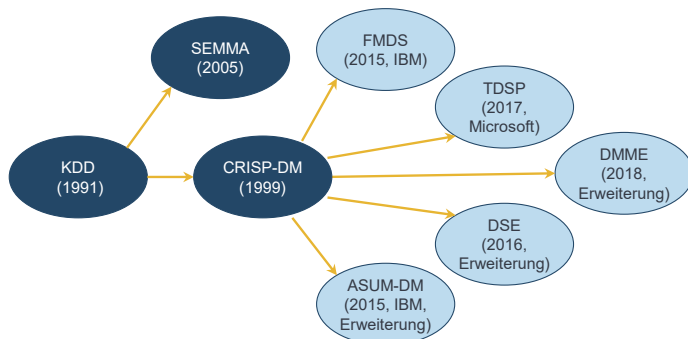 SEMMA
(2005)
FMDS
(2015, IBM)
TDSP
(2017,
Microsoft)
KDD
(1991)
CRISP-DM
(1999)
DMME
(2018,
Erweiterung)
DSE
(2016,
Erweiterung)
ASUM-DM
(2015, IBM,
Erweiterung)